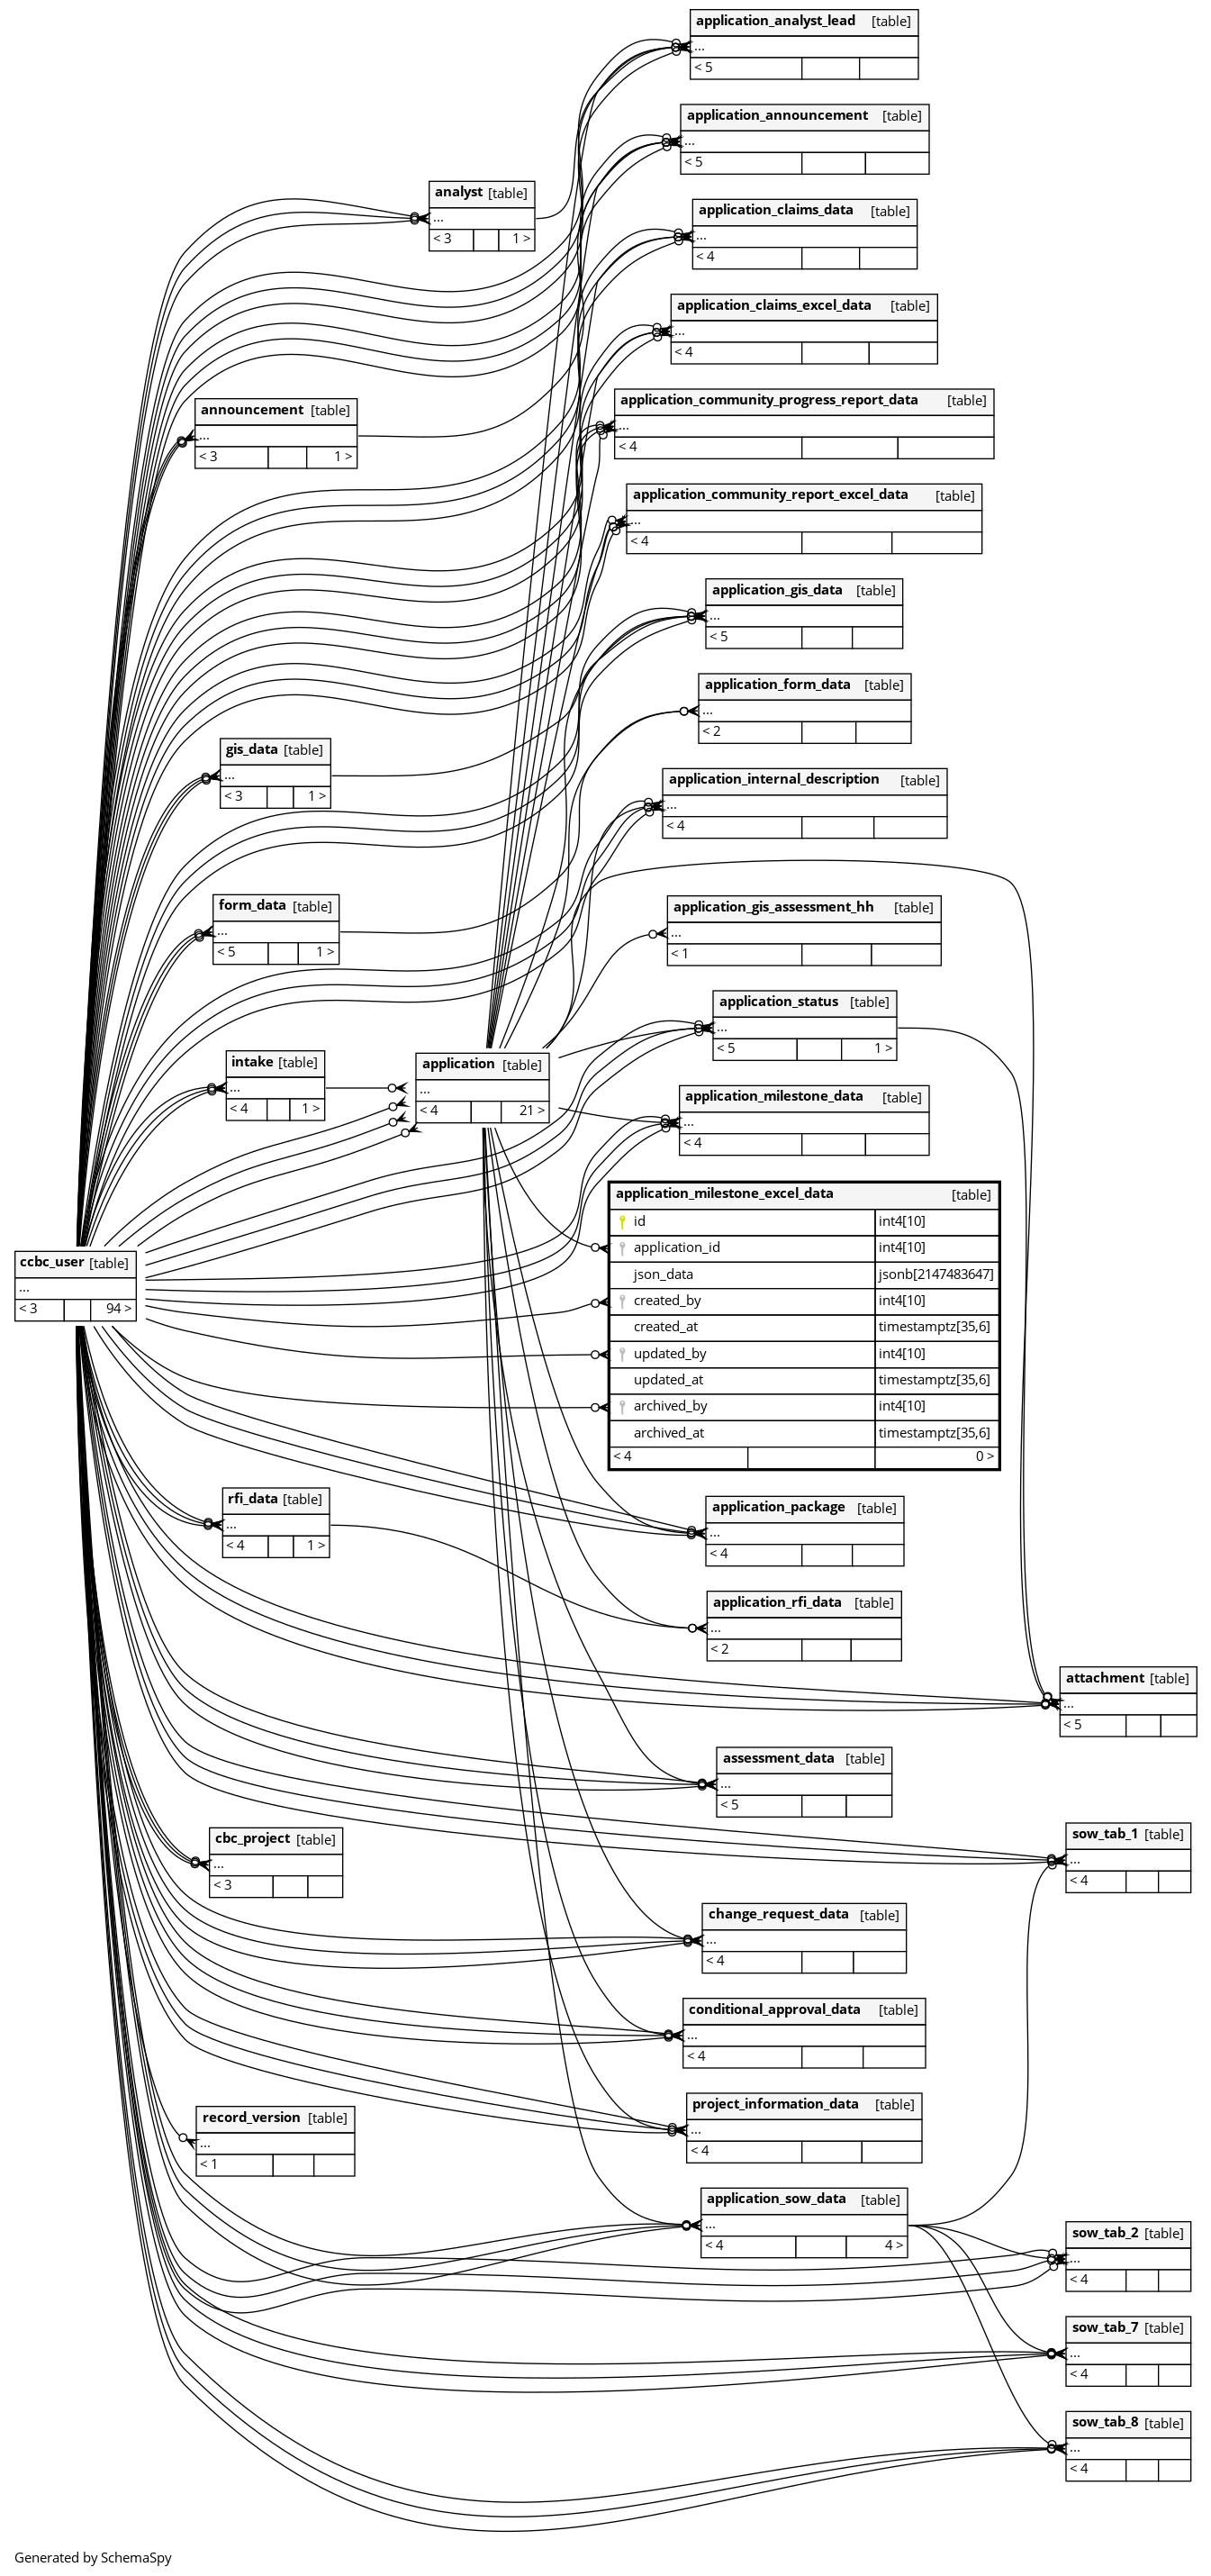 application_analyst_lead [table]
...
< 5
application_announcement [table]
...
< 5
analyst [table]
...
< 3 1 >
application_claims_data [table]
...
< 4
application_claims_excel_data [table]
...
< 4
application_community_progress_report_data [table]
...
< 4
announcement [table]
...
< 3 1 >
application_community_report_excel_data [table]
...
< 4
application_gis_data [table]
...
< 5
application_form_data [table]
...
< 2
gis_data [table]
...
< 3 1 >
application_internal_description [table]
...
< 4
form_data [table]
...
< 5 1 >
application_gis_assessment_hh [table]
...
< 1
application_status [table]
...
< 5 1 >
intake [table]
...
< 4 1 >
application [table]
...
< 4 21 >
application_milestone_data [table]
...
< 4
application_milestone_excel_data [table]
id int4[10]
application_id int4[10]
json_data jsonb[2147483647]
created_by int4[10]
created_at timestamptz[35,6]
updated_by int4[10]
updated_at timestamptz[35,6]
archived_by int4[10]
archived_at timestamptz[35,6]
< 4 0 >
ccbc_user [table]
...
< 3 94 >
rfi_data [table]
...
< 4 1 >
application_package [table]
...
< 4
application_rfi_data [table]
...
< 2
attachment [table]
...
< 5
assessment_data [table]
...
< 5
cbc_project [table]
...
< 3
sow_tab_1 [table]
...
< 4
change_request_data [table]
...
< 4
conditional_approval_data [table]
...
< 4
project_information_data [table]
...
< 4
record_version [table]
...
< 1
application_sow_data [table]
...
< 4 4 >
sow_tab_2 [table]
...
< 4
sow_tab_7 [table]
...
< 4
sow_tab_8 [table]
...
< 4
Generated by SchemaSpy